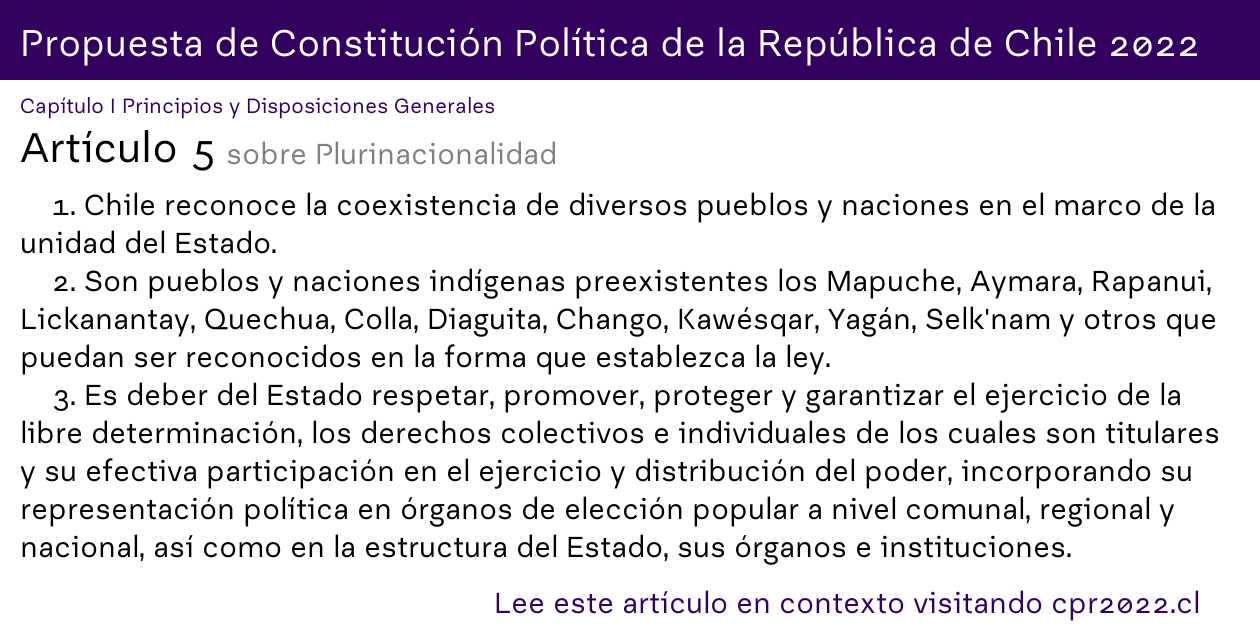 Propuesta de Constitución Política de la República de Chile 2022
Capítulo I Principios y Disposiciones Generales
Artículo 5 sobre Plurinacionalidad
1. Chile reconoce la coexistencia de diversos pueblos y naciones en el marco de la
unidad del Estado.
2. Son pueblos y naciones indígenas preexistentes los Mapuche, Aymara, Rapanui,
Lickanantay, Quechua, Colla, Diaguita, Chango, Kawésqar, Yagán, Selk'nam y otros que
puedan ser reconocidos en la forma que establezca la ley.
3. Es deber del Estado respetar, promover, proteger y garantizar el ejercicio de la
libre determinación, los derechos colectivos e individuales de los cuales son titulares
y su efectiva participación en el ejercicio y distribución del poder, incorporando su
representación política en órganos de elección popular a nivel comunal, regional y
nacional, así como en la estructura del Estado, sus órganos e instituciones.
Lee este artículo en contexto visitando cpr2022.cl